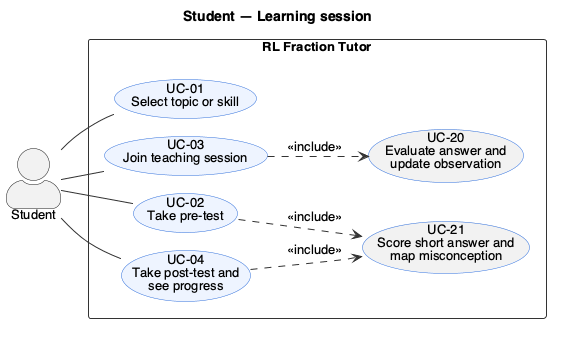 Student — Learning session
RL Fraction Tutor
UC-01
Select topic or skill
UC-03
Join teaching session
«include»
UC-20
Evaluate answer and
update observation
Student
UC-02
Take pre-test
«include»
UC-21
Score short answer and
map misconception
«include»
UC-04
Take post-test and
see progress